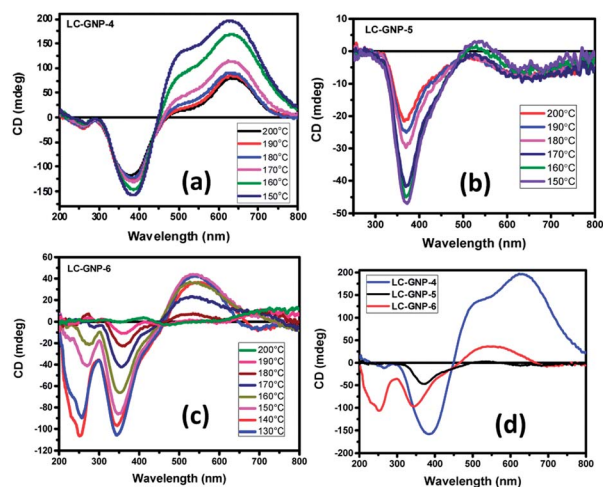 LC-GNP-4
CD (mdeg)
200
150
100
50
0
-50
-100
-150
200°C
190°C
180°C
170°C
160°C
150°C
(a)
200 300 400 500 600 700 800
Wavelength (nm)
LC-GNP-5
CD (mdeg)
10
0
-10
-20
-30
-40
-50
200°C
190°C
180°C
170°C
160°C
150°C
(b)
300 400 500 600 700 800
Wavelength (nm)
LC-GNP-6
CD (mdeg)
60
40
20
0
-20
-40
-60
-80
-100
-120
200°C
190°C
180°C
170°C
160°C
150°C
140°C
130°C
(c)
200 300 400 500 600 700 800
Wavelength (nm)
LC-GNP-4
LC-GNP-5
LC-GNP-6
CD (mdeg)
200
150
100
50
0
-50
-100
-150
-200
(d)
200 300 400 500 600 700 800
Wavelength (nm)